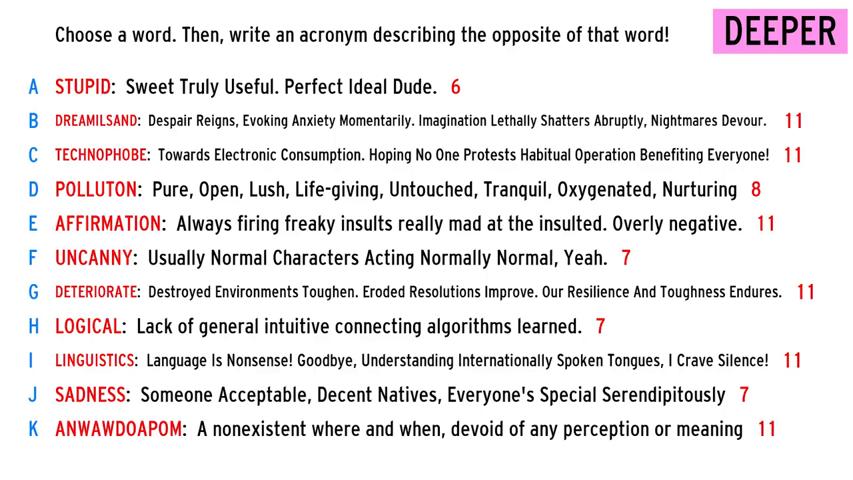 Choose a word. Then, write an acronym describing the opposite of that word!
DEEPER
A STUPID: Sweet Truly Useful. Perfect Ideal Dude. 6
B DREAMILSAND: Despair Reigns, Evoking Anxiety Momentarily. Imagination Lethally Shatters Abruptly, Nightmares Devour. 11
C TECHNOPHOBE: Towards Electronic Consumption. Hoping No One Protests Habitual Operation Benefiting Everyone! 11
D POLLUTON: Pure, Open, Lush, Life-giving, Untouched, Tranquil, Oxygenated, Nurturing 8
E AFFIRMATION: Always firing freaky insults really mad at the insulted. Overly negative. 11
F UNCANNY: Usually Normal Characters Acting Normally Normal, Yeah. 7
G DETERIORATE: Destroyed Environments Toughen. Eroded Resolutions Improve. Our Resilience And Toughness Endures. 11
H LOGICAL: Lack of general intuitive connecting algorithms learned. 7
I LINGUISTICS: Language Is Nonsense! Goodbye, Understanding Internationally Spoken Tongues, I Crave Silence! 11
J SADNESS: Someone Acceptable, Decent Natives, Everyone's Special Serendipitously 7
K ANWAWDOAPOM: A nonexistent where and when, devoid of any perception or meaning 11